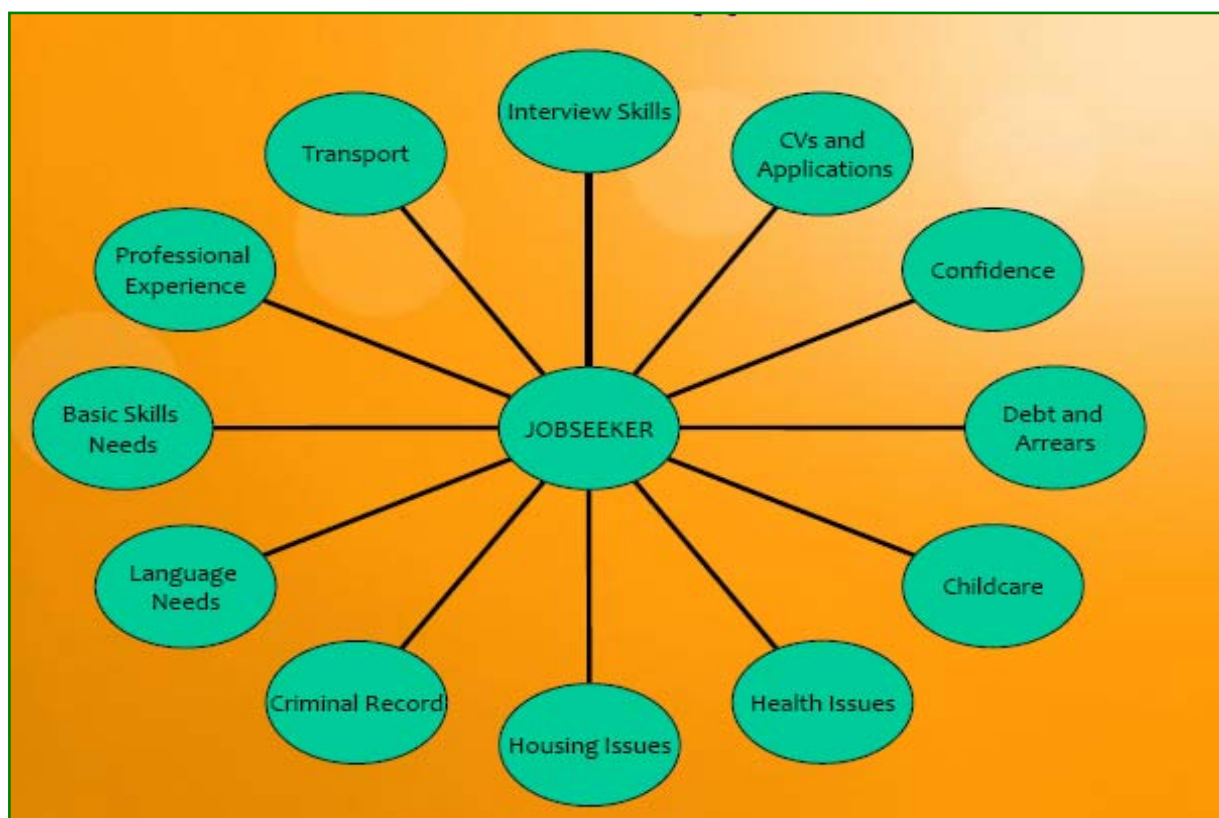 Interview Skills
CVs and
Applications
Confidence
Debt and
Arrears
Childcare
Health Issues
Housing Issues
Criminal Record
Language
Needs
Basic Skills
Needs
Professional
Experience
Transport
JOBSEEKER